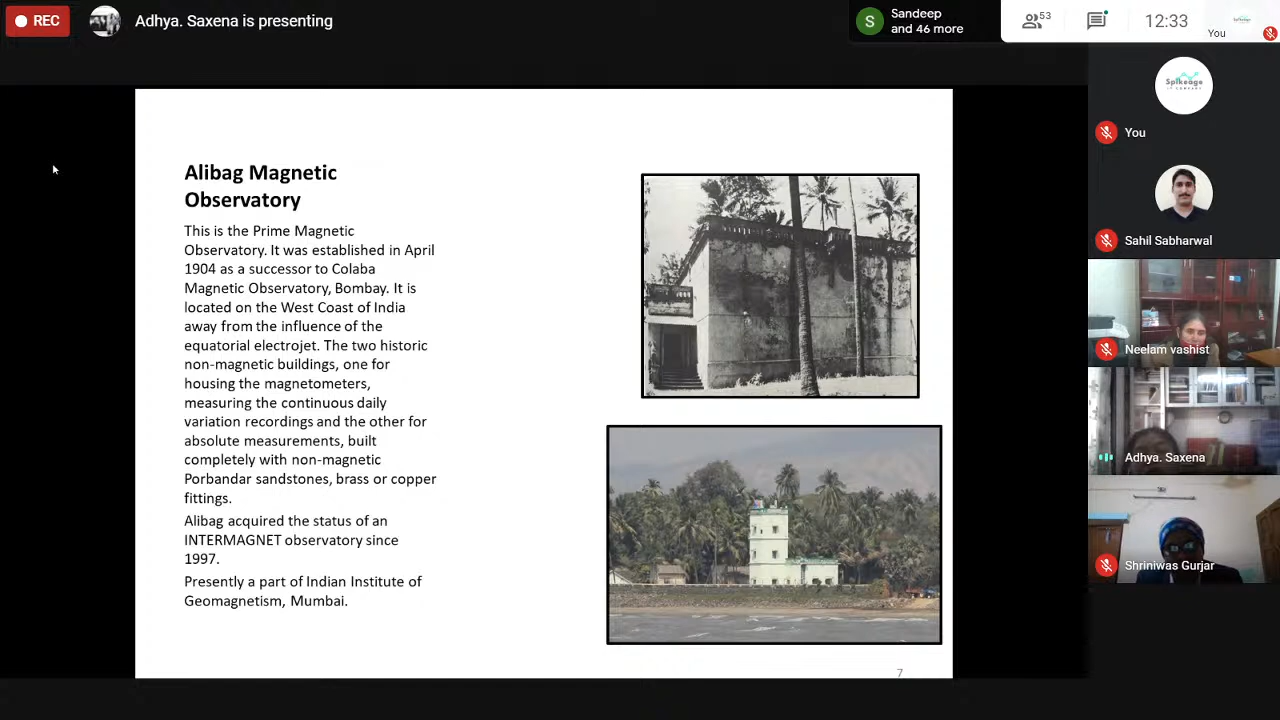 REC
Adhya. Saxena is presenting
S
Sandeep
and 46 more
53
12:33
You
Spikeage
IT COMPANY
You
Sahil Sabharwal
Neelam vashist
Adhya. Saxena
Shriniwas Gurjar
Alibag Magnetic
Observatory
This is the Prime Magnetic
Observatory. It was established in April
1904 as a successor to Colaba
Magnetic Observatory, Bombay. It is
located on the West Coast of India
away from the influence of the
equatorial electrojet. The two historic
non-magnetic buildings, one for
housing the magnetometers,
measuring the continuous daily
variation recordings and the other for
absolute measurements, built
completely with non-magnetic
Porbandar sandstones, brass or copper
fittings.
Alibag acquired the status of an
INTERMAGNET observatory since
1997.
Presently a part of Indian Institute of
Geomagnetism, Mumbai.
7